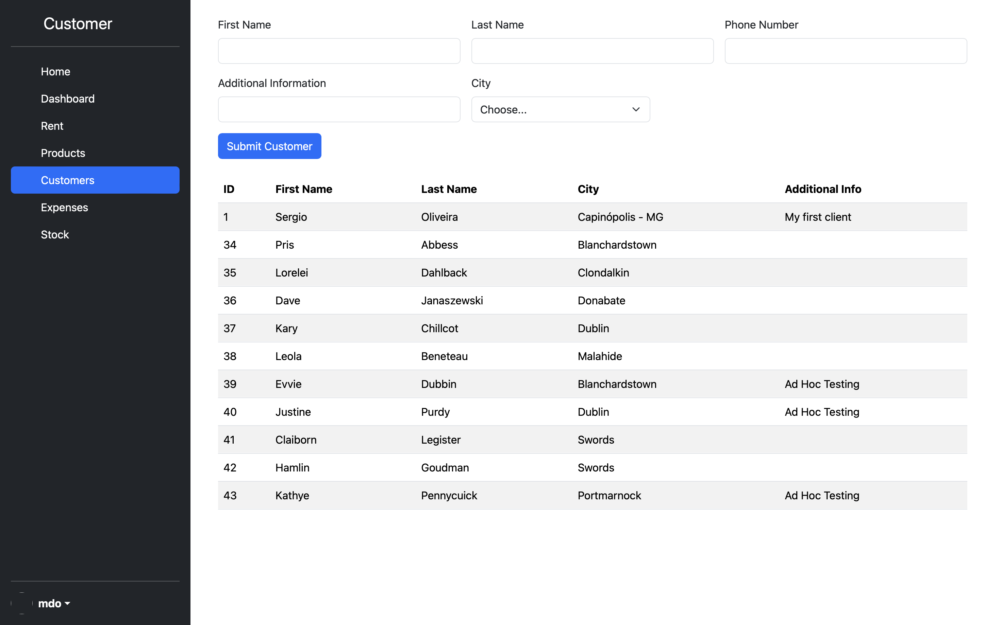 Customer
Home
Dashboard
Rent
Products
Customers
Expenses
Stock
mdo
First Name Last Name Phone Number
Additional Information City
Choose...
Submit Customer
ID First Name Last Name City Additional Info
1 Sergio Oliveira Capinópolis - MG My first client
34 Pris Abbess Blanchardstown
35 Lorelei Dahlback Clondalkin
36 Dave Janaszewski Donabate
37 Kary Chillcot Dublin
38 Leola Beneteau Malahide
39 Evvie Dubbin Blanchardstown Ad Hoc Testing
40 Justine Purdy Dublin Ad Hoc Testing
41 Claiborn Legister Swords
42 Hamlin Goudman Swords
43 Kathye Pennycuick Portmarnock Ad Hoc Testing